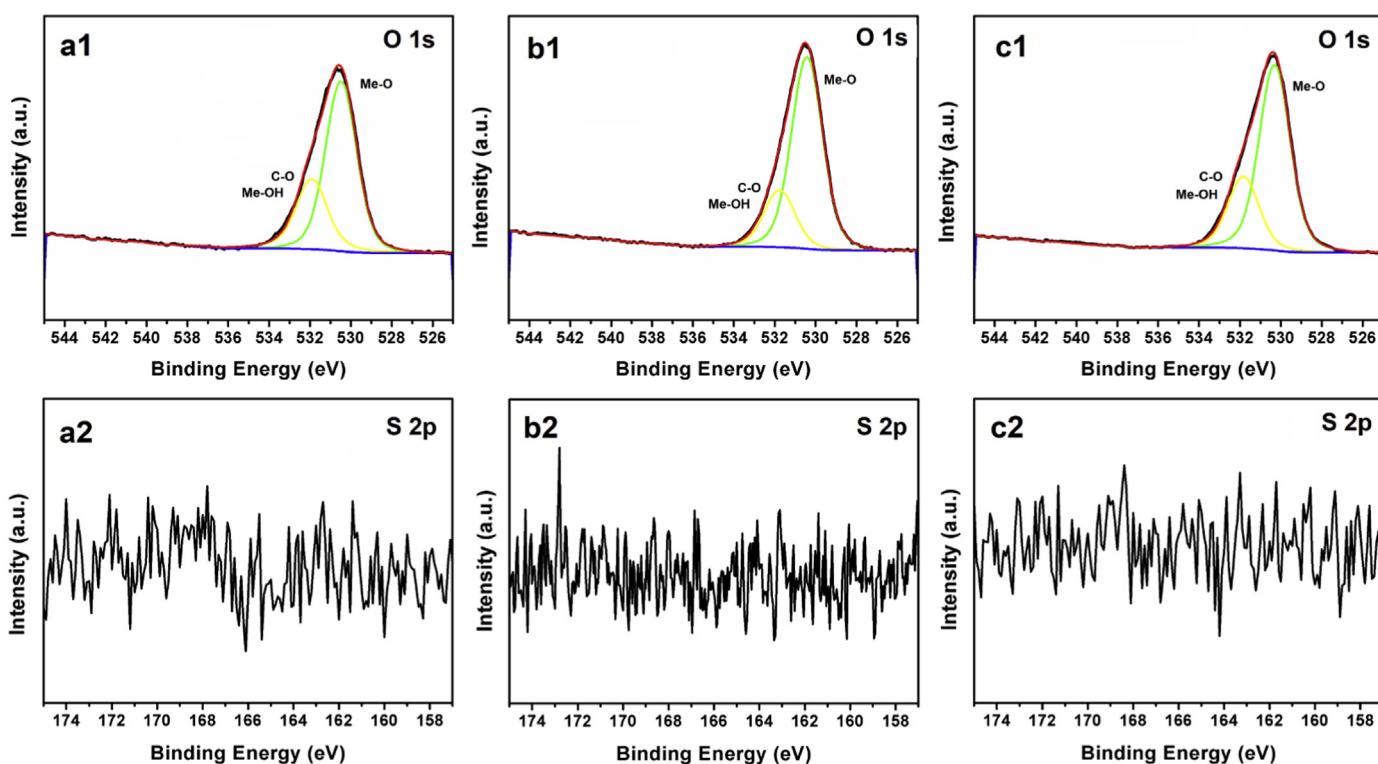 a1
O 1s
Me-O
C-O
Me-OH
Intensity (a.u.)
544 542 540 538 536 534 532 530 528 526
Binding Energy (eV)
b1
O 1s
Me-O
C-O
Me-OH
Intensity (a.u.)
544 542 540 538 536 534 532 530 528 526
Binding Energy (eV)
c1
O 1s
Me-O
C-O
Me-OH
Intensity (a.u.)
544 542 540 538 536 534 532 530 528 526
Binding Energy (eV)
a2
S 2p
Intensity (a.u.)
174 172 170 168 166 164 162 160 158
Binding Energy (eV)
b2
S 2p
Intensity (a.u.)
174 172 170 168 166 164 162 160 158
Binding Energy (eV)
c2
S 2p
Intensity (a.u.)
174 172 170 168 166 164 162 160 158
Binding Energy (eV)